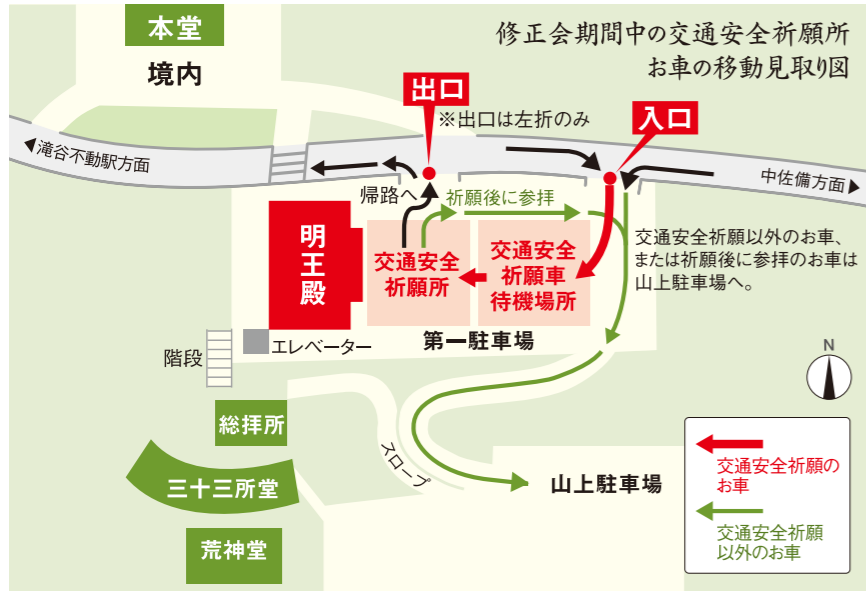 修正会期間中の交通安全祈願所
お車の移動見取り図
本堂
境内
出口
※出口は左折のみ
入口
滝谷不動駅方面
中佐備方面
帰路へ
祈願後に参拝
明王殿
交通安全
祈願所
交通安全
祈願車
待機場所
交通安全祈願以外のお車、
または祈願後に参拝のお車は
山上駐車場へ。
第一駐車場
エレベーター
階段
N
総拝所
スロープ
三十三所堂
山上駐車場
荒神堂
交通安全祈願の
お車
交通安全祈願
以外のお車